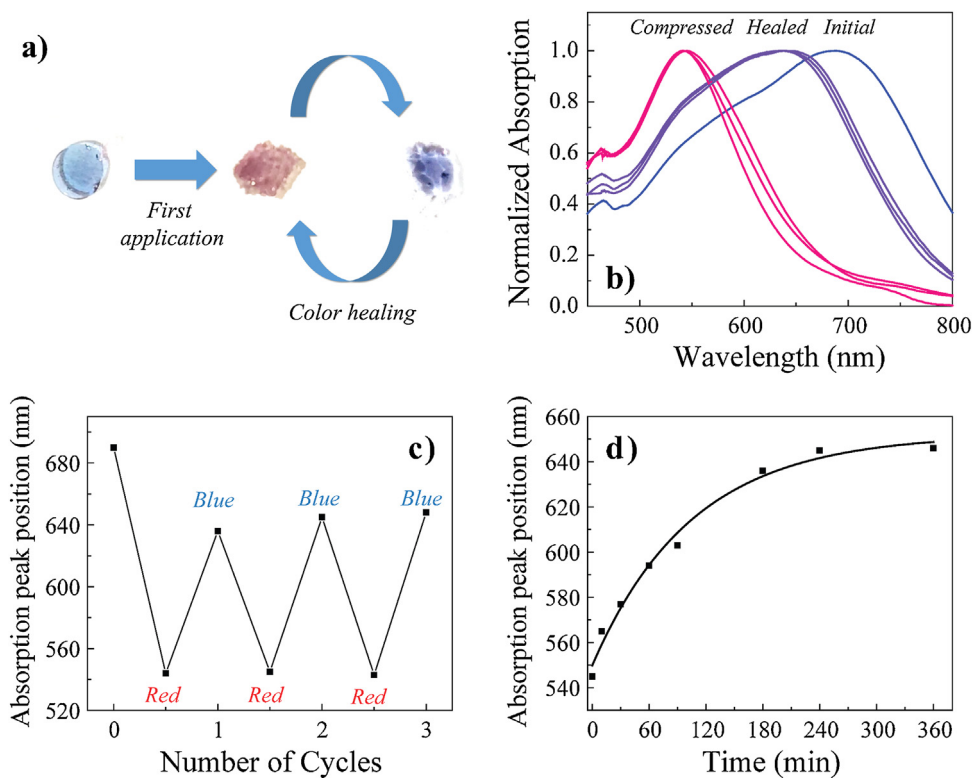 a)
First
application
Color healing
Compressed Healed Initial
1.0
0.8
0.6
0.4
0.2
0.0
Normalized Absorption
b)
500 600 700 800
Wavelength (nm)
c)
680
640
600
560
520
Absorption peak position (nm)
Blue Blue Blue
Red Red Red
0 1 2 3
Number of Cycles
d)
660
640
620
600
580
560
540
Absorption peak position (nm)
0 60 120 180 240 300 360
Time (min)